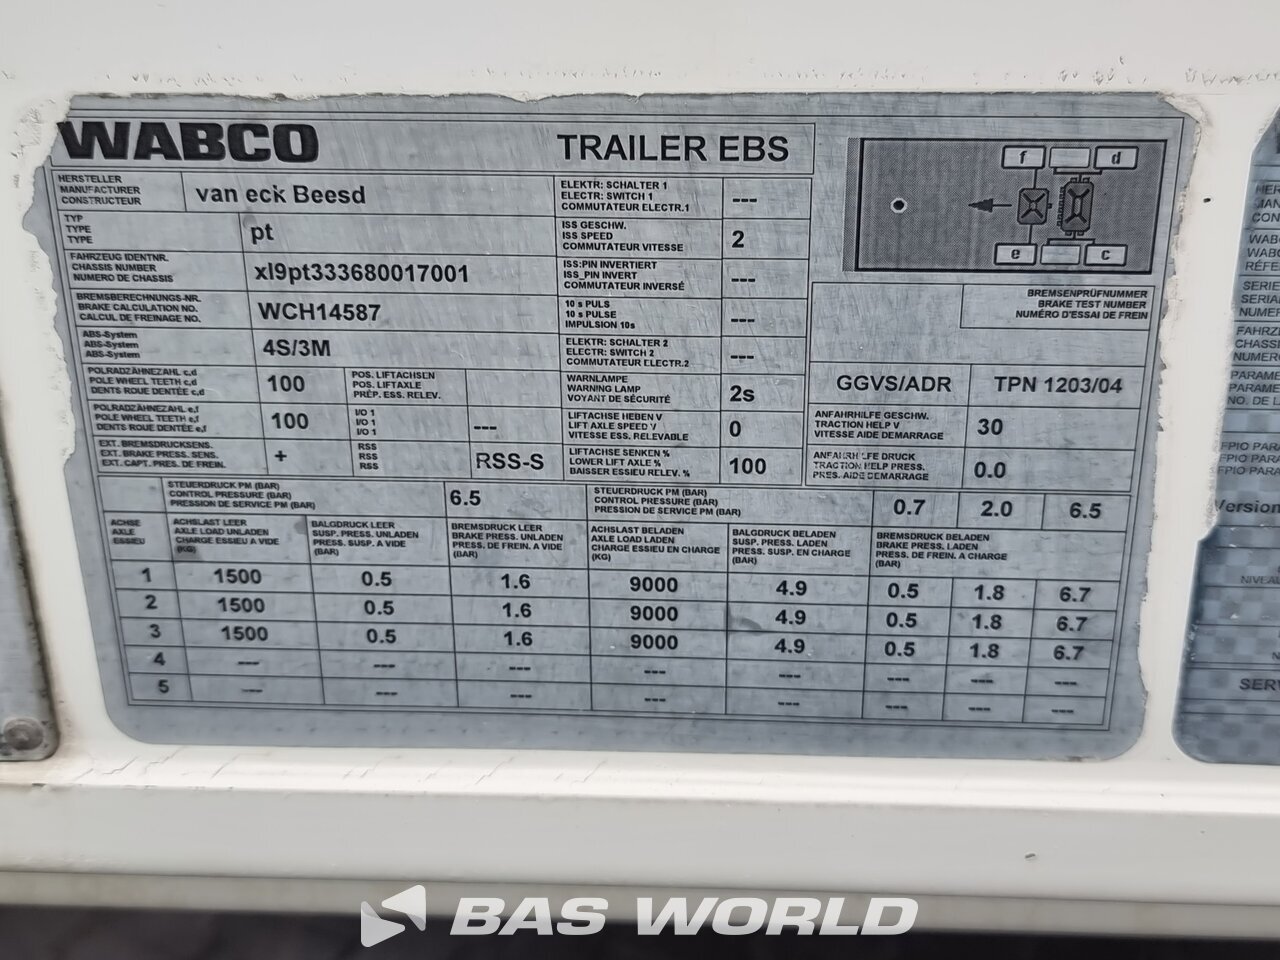 WABCO
TRAILER EBS
HERSTELLER
MANUFACTURER
CONSTRUCTEUR
van eck Beesd
TYP
TYPE
TYPE
pt
FAHRZEUG IDENTNR.
CHASSIS NUMBER
NUMERO DE CHASSIS
xl9pt333680017001
BREMSBERECHNUNGS-NR.
BRAKE CALCULATION NO.
CALCUL DE FREINAGE NO.
WCH14587
ABS-System
ABS-System
ABS-System
4S/3M
POLRADZÄHNEZAHL c,d
POLE WHEEL TEETH c,d
DENTS ROUE DENTÉE c,d
100
POS. LIFTACHSEN
POS. LIFTAXLE
PRÉP. ESS. RELEV.
POLRADZÄHNEZAHL e,f
POLE WHEEL TEETH e,f
DENTS ROUE DENTÉE e,f
100
I/O 1
I/O 1
I/O 1
---
EXT. BREMSDRUCKSENS.
EXT. BRAKE PRESS. SENS.
EXT. CAPT. PRES. DE FREIN.
+
RSS
RSS
RSS
RSS-S
ELEKTR: SCHALTER 1
ELECTR: SWITCH 1
COMMUTATEUR ELECTR.1
---
ISS GESCHW.
ISS SPEED
COMMUTATEUR VITESSE
2
ISS:PIN INVERTIERT
ISS_PIN INVERT
COMMUTATEUR INVERSÉ
---
10 s PULS
10 s PULSE
IMPULSION 10s
---
ELEKTR: SCHALTER 2
ELECTR: SWITCH 2
COMMUTATEUR ELECTR.2
---
WARNLAMPE
WARNING LAMP
VOYANT DE SÉCURITÉ
2s
LIFTACHSE HEBEN V
LIFT AXLE SPEED V
VITESSE ESS. RELEVABLE
0
LIFTACHSE SENKEN %
LOWER LIFT AXLE %
BAISSER ESSIEU RELEV. %
100
f d
e c
BREMSENPRÜFNUMMER
BRAKE TEST NUMBER
NUMÉRO D'ESSAI DE FREIN
GGVS/ADR TPN 1203/04
ANFAHRHILFE GESCHW.
TRACTION HELP V
VITESSE AIDE DEMARRAGE
30
ANFAHRHLFE DRUCK
TRACTION HELP PRESS.
PRES. AIDE DEMARRAGE
0.0
STEUERDRUCK PM (BAR)
CONTROL PRESSURE (BAR)
PRESSION DE SERVICE PM (BAR)
6.5
STEUERDRUCK PM (BAR)
CONTROL PRESSURE (BAR)
PRESSION DE SERVICE PM (BAR)
0.7 2.0 6.5
ACHSE
AXLE
ESSIEU
ACHSLAST LEER
AXLE LOAD UNLADEN
CHARGE ESSIEU A VIDE
(KG)
BALGDRUCK LEER
SUSP. PRESS. UNLADEN
PRESS. SUSP. A VIDE
(BAR)
BREMSDRUCK LEER
BRAKE PRESS. UNLADEN
PRESS. DE FREIN. A VIDE
(BAR)
ACHSLAST BELADEN
AXLE LOAD LADEN
CHARGE ESSIEU EN CHARGE
(KG)
BALGDRUCK BELADEN
SUSP. PRESS. LADEN
PRESS. SUSP. EN CHARGE
(BAR)
BREMSDRUCK BELADEN
BRAKE PRESS. LADEN
PRESS. DE FREIN. A CHARGE
(BAR)
1 1500 0.5 1.6 9000 4.9 0.5 1.8 6.7
2 1500 0.5 1.6 9000 4.9 0.5 1.8 6.7
3 1500 0.5 1.6 9000 4.9 0.5 1.8 6.7
4 --- --- --- --- --- --- --- ---
5 --- --- --- --- --- --- --- ---
BAS WORLD